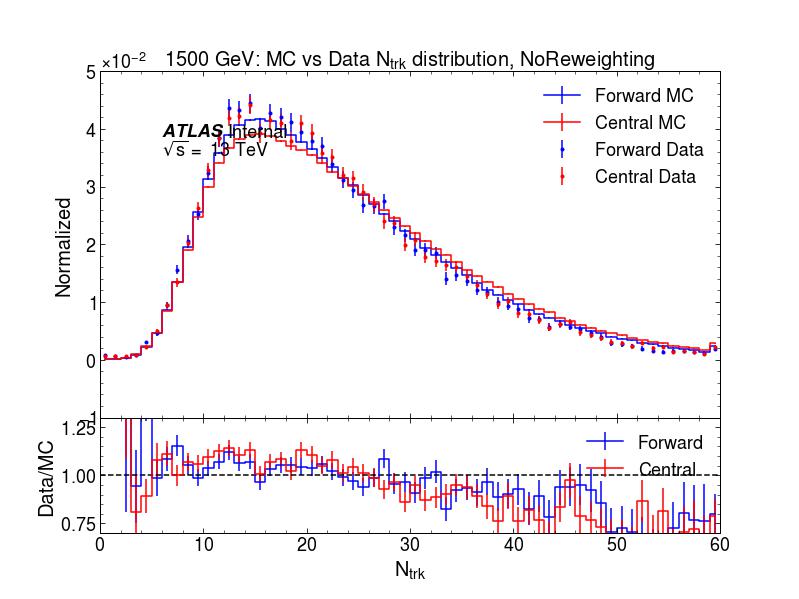 ×10⁻² 1500 GeV: MC vs Data Nₜᵣₖ distribution, NoReweighting
5
4
3
2
1
0
−1
Normalized
ATLAS Internal
√s = 13 TeV
Forward MC
Central MC
Forward Data
Central Data
1.25
1.00
0.75
Data/MC
Forward
Central
0 10 20 30 40 50 60
Nₜᵣₖ